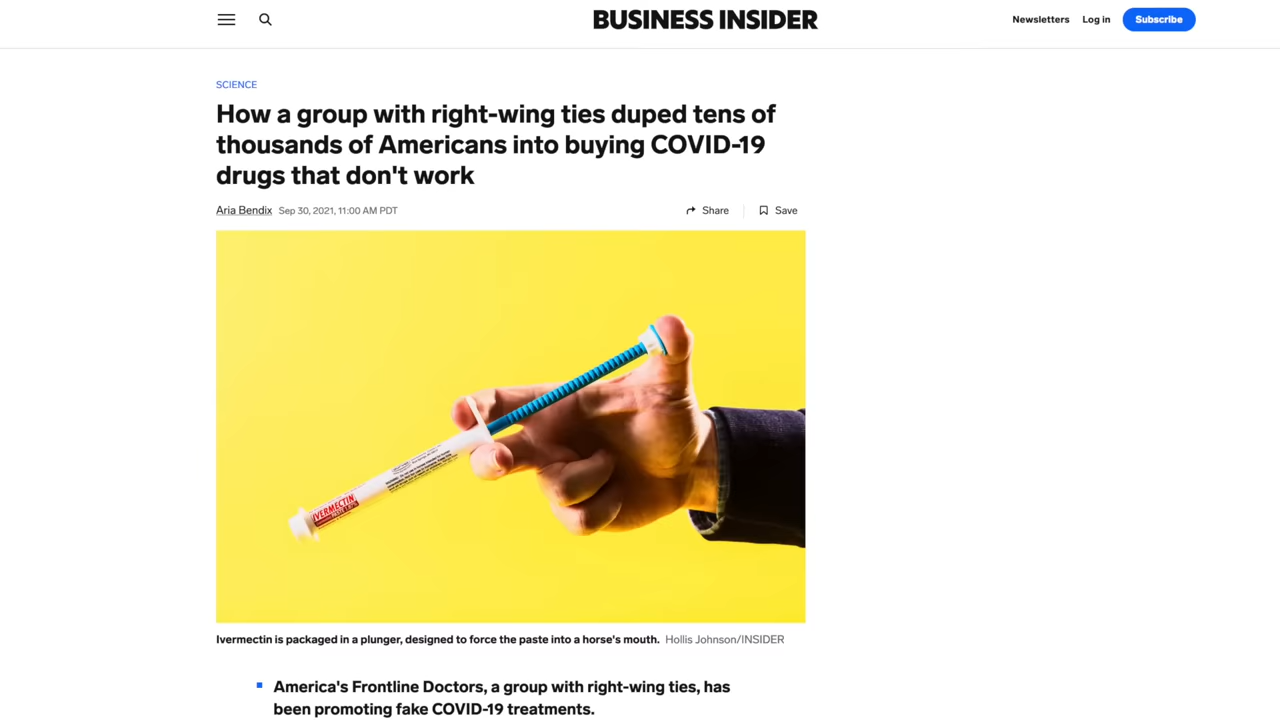 BUSINESS INSIDER
Newsletters Log in Subscribe
SCIENCE
How a group with right-wing ties duped tens of
thousands of Americans into buying COVID-19
drugs that don't work
Aria Bendix Sep 30, 2021, 11:00 AM PDT
Share Save
IVERMECTIN
Ivermectin is packaged in a plunger, designed to force the paste into a horse's mouth. Hollis Johnson/INSIDER
America's Frontline Doctors, a group with right-wing ties, has
been promoting fake COVID-19 treatments.